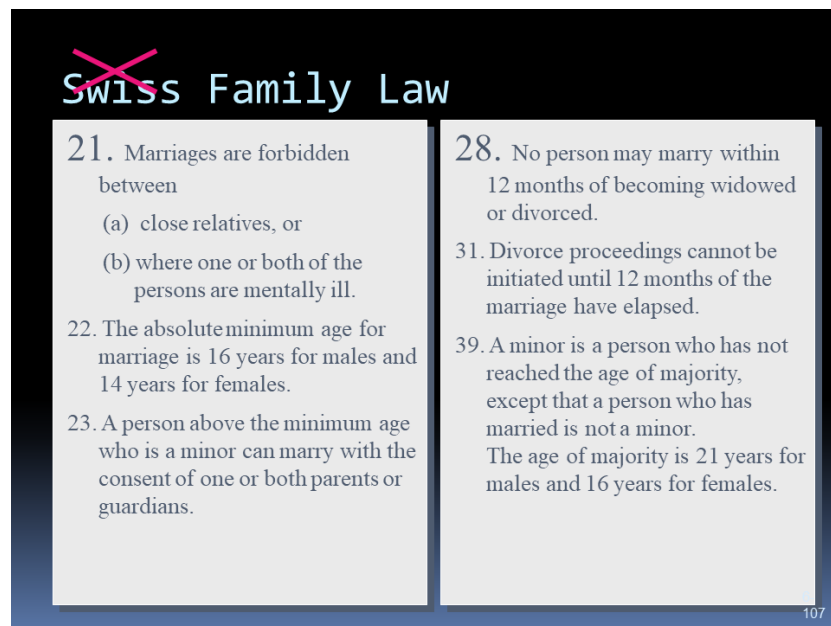 Swiss Family Law
21. Marriages are forbidden
between
(a) close relatives, or
(b) where one or both of the
persons are mentally ill.
22. The absolute minimum age for
marriage is 16 years for males and
14 years for females.
23. A person above the minimum age
who is a minor can marry with the
consent of one or both parents or
guardians.
28. No person may marry within
12 months of becoming widowed
or divorced.
31. Divorce proceedings cannot be
initiated until 12 months of the
marriage have elapsed.
39. A minor is a person who has not
reached the age of majority,
except that a person who has
married is not a minor.
The age of majority is 21 years for
males and 16 years for females.
107